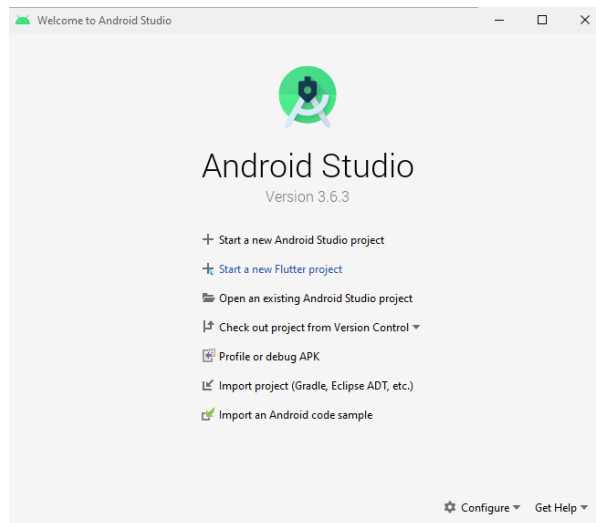 Welcome to Android Studio
Android Studio
Version 3.6.3
Start a new Android Studio project
Start a new Flutter project
Open an existing Android Studio project
Check out project from Version Control
Profile or debug APK
Import project (Gradle, Eclipse ADT, etc.)
Import an Android code sample
Configure Get Help